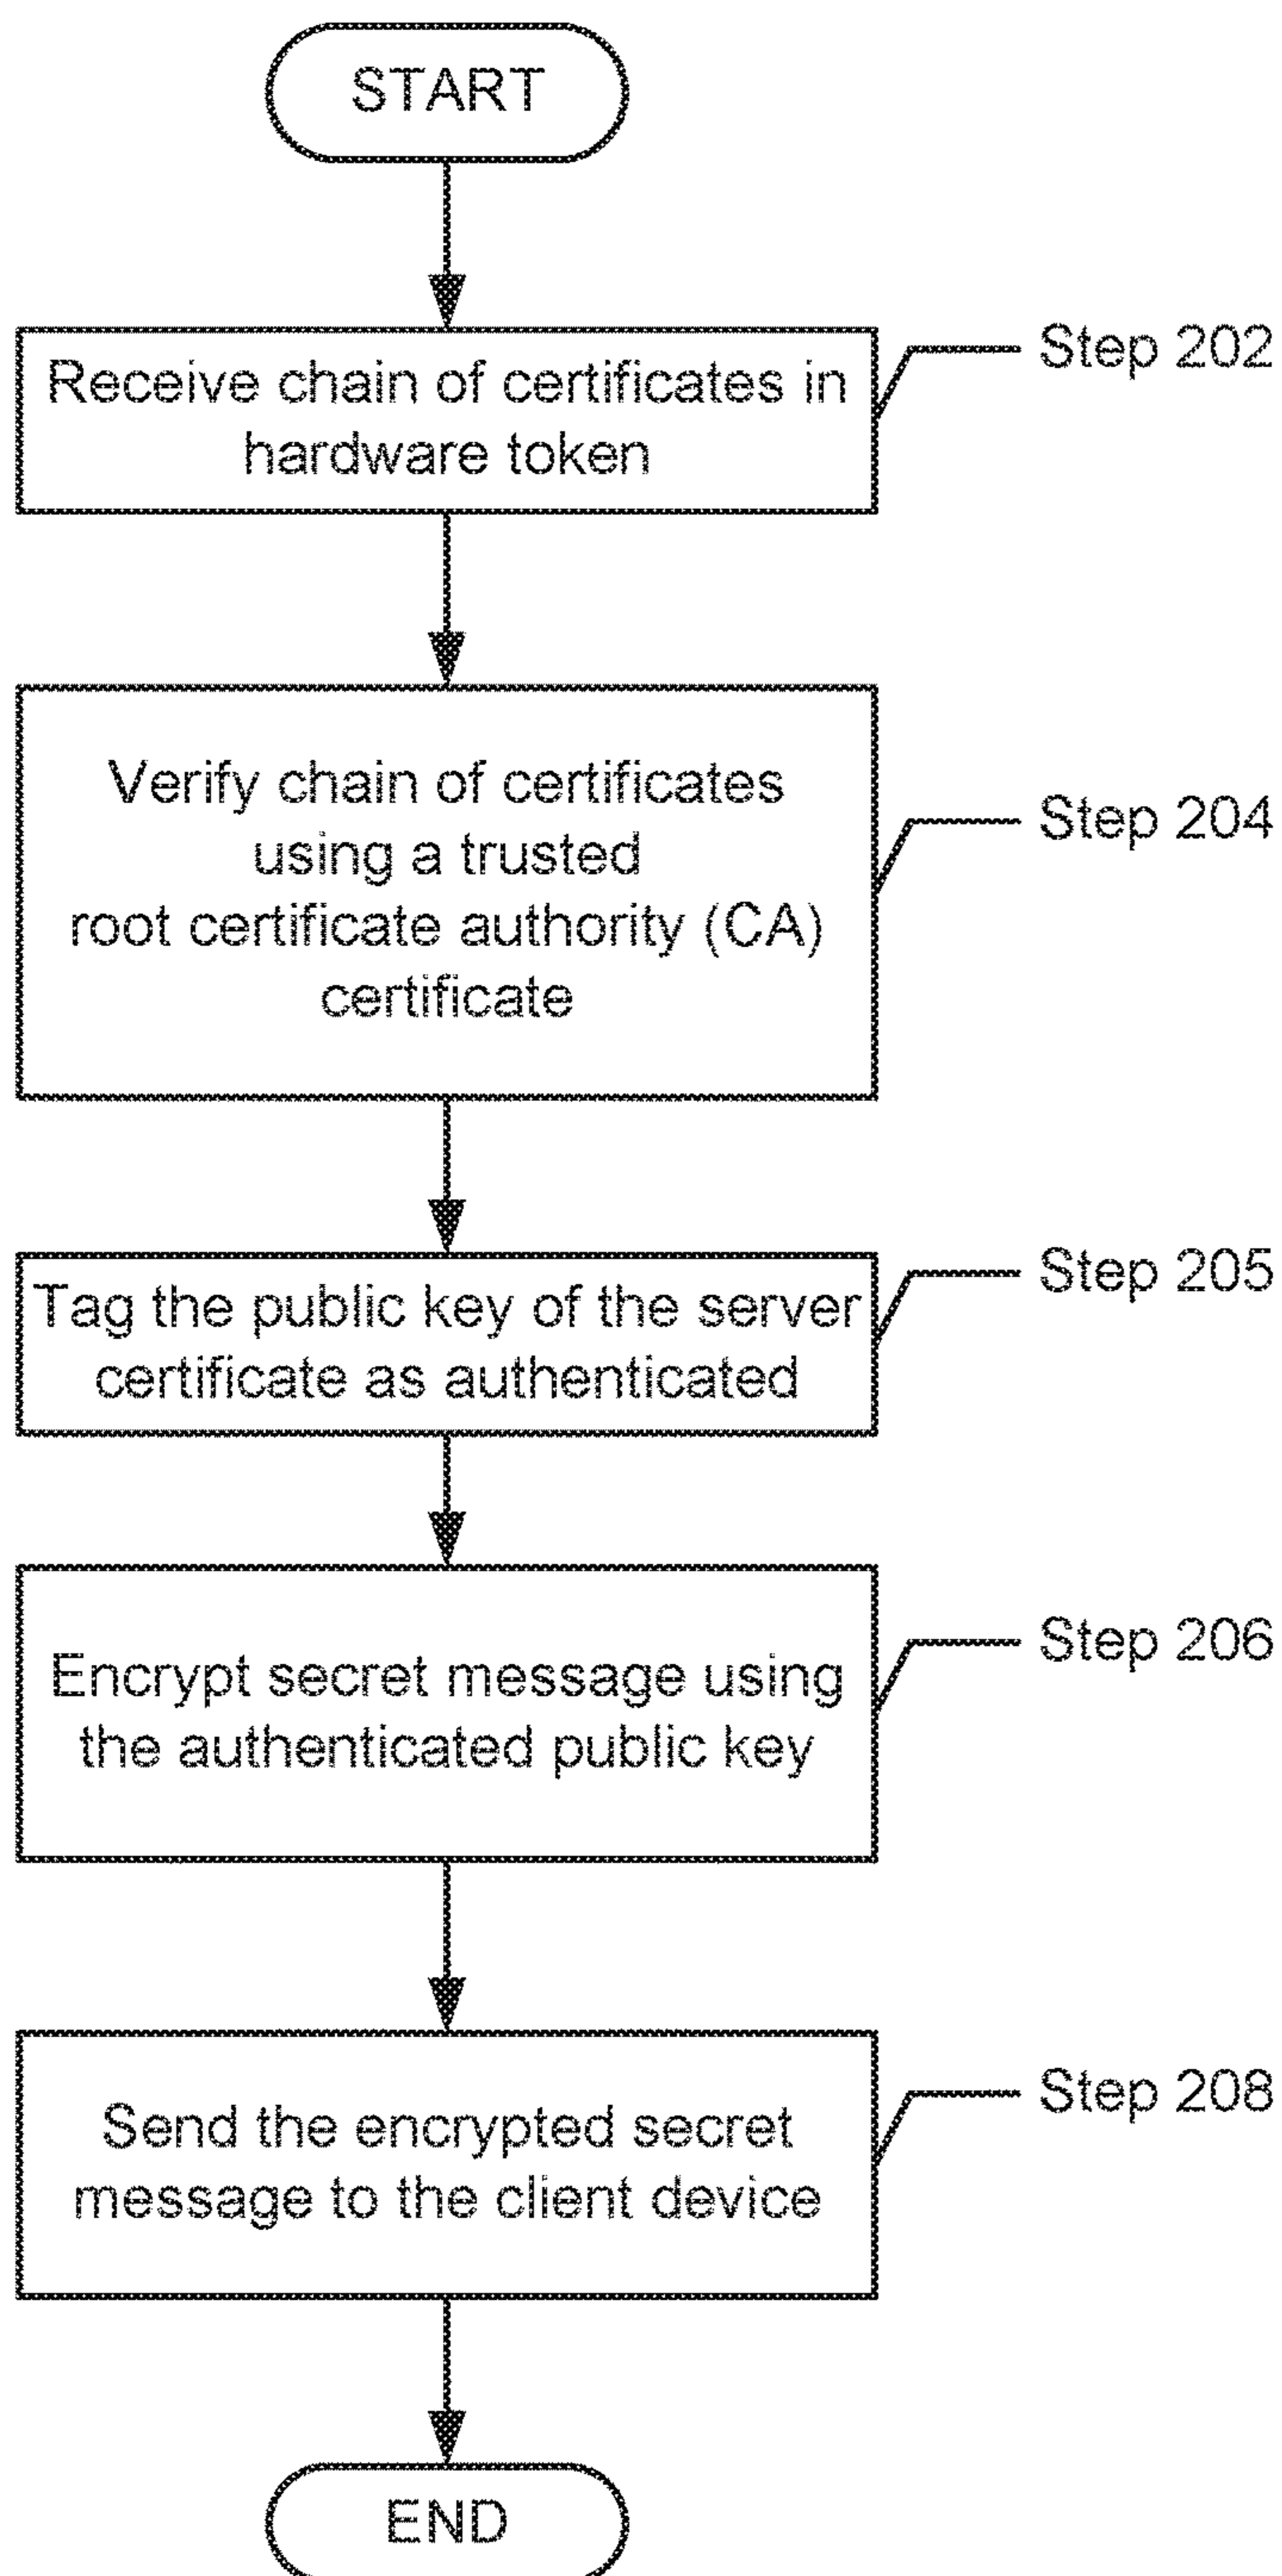 START
Receive chain of certificates in
hardware token
Step 202
Verify chain of certificates
using a trusted
root certificate authority (CA)
certificate
Step 204
Tag the public key of the server
certificate as authenticated
Step 205
Encrypt secret message using
the authenticated public key
Step 206
Send the encrypted secret
message to the client device
Step 208
END